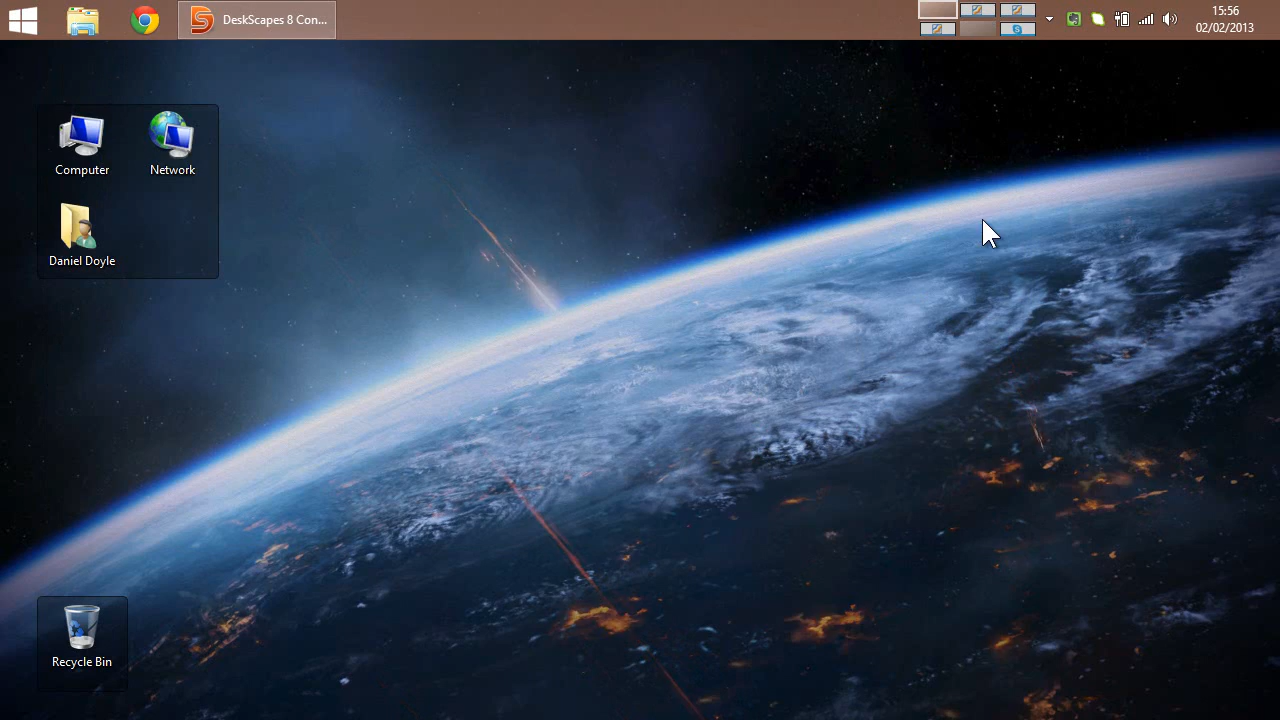 DeskScapes 8 Con...
15:56
02/02/2013
Computer
Network
Daniel Doyle
Recycle Bin